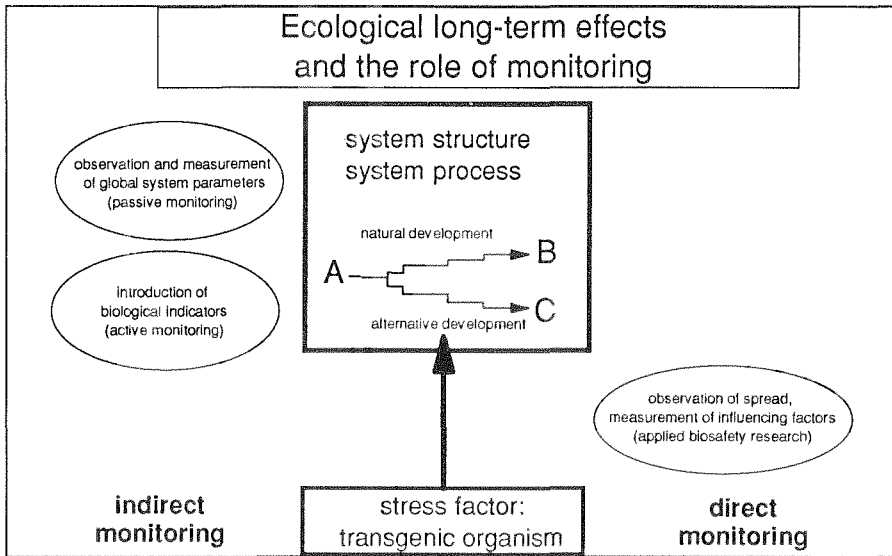 Ecological long-term effects
and the role of monitoring
observation and measurement
of global system parameters
(passive monitoring)
introduction of
biological indicators
(active monitoring)
system structure
system process
natural development
A
B
C
alternative development
observation of spread,
measurement of influencing factors
(applied biosafety research)
indirect
monitoring
stress factor:
transgenic organism
direct
monitoring